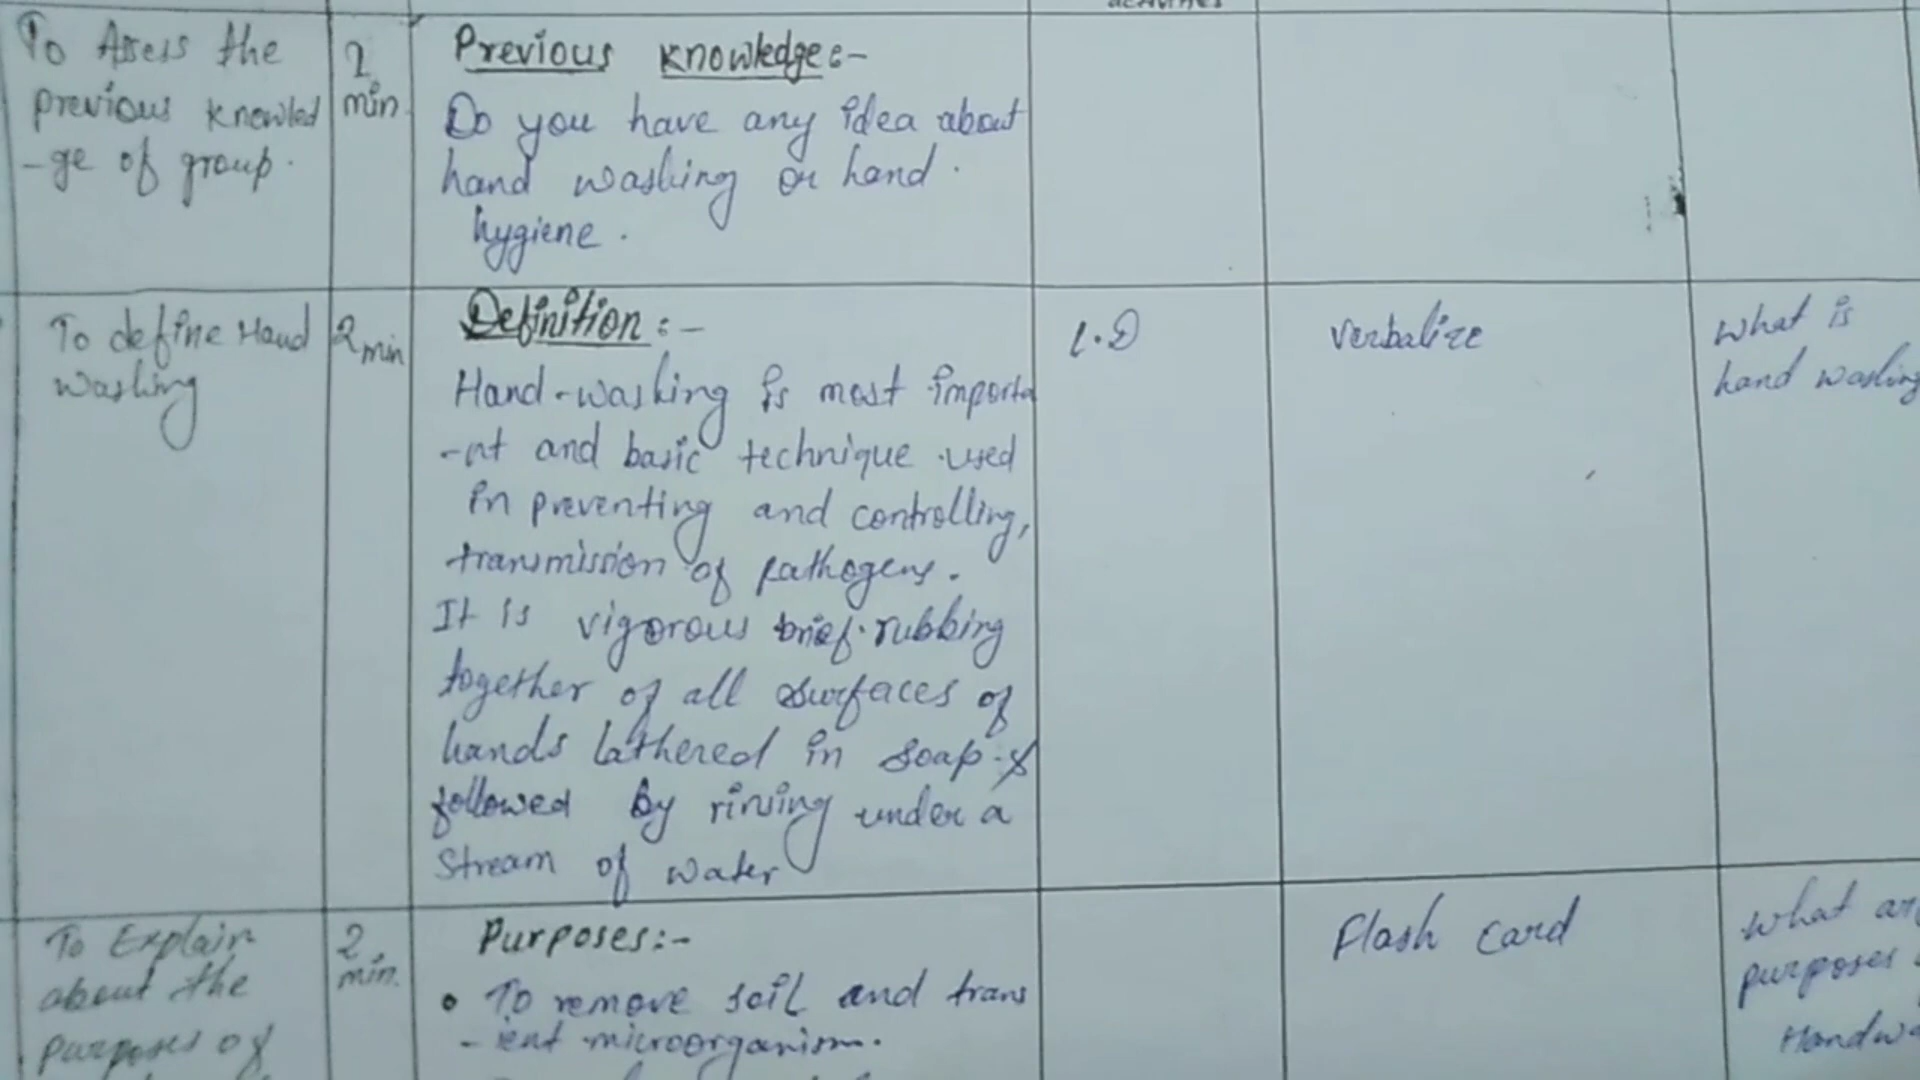 activities
To Asess the
previous knowled
-ge of group.
2
min.
Previous knowledge:-
Do you have any idea about
hand washing or hand.
hygiene.
To define Hand
Washing
2 min
Definition:-
Hand-washing is most importa
-nt and basic technique used
in preventing and controlling,
transmission of pathogens.
It is vigorous brief rubbing
together of all surfaces of
hands lathered in soap &
followed by rinsing under a
Stream of water
L.D
verbalize
What is
hand washing
To Explain
about the
purposes of
2
min.
Purposes:-
• To remove soil and trans
-ient microorganism.
Flash card
What ar
purposes
Handwa